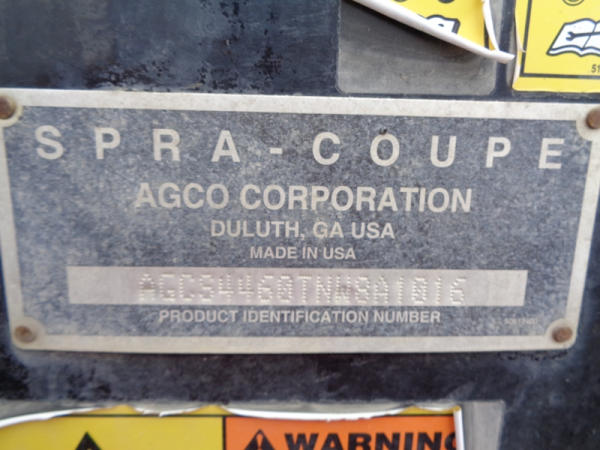 SPRA-COUPE
AGCO CORPORATION
DULUTH, GA USA
MADE IN USA
AGCS4460TNWSA1016
PRODUCT IDENTIFICATION NUMBER
WARNING